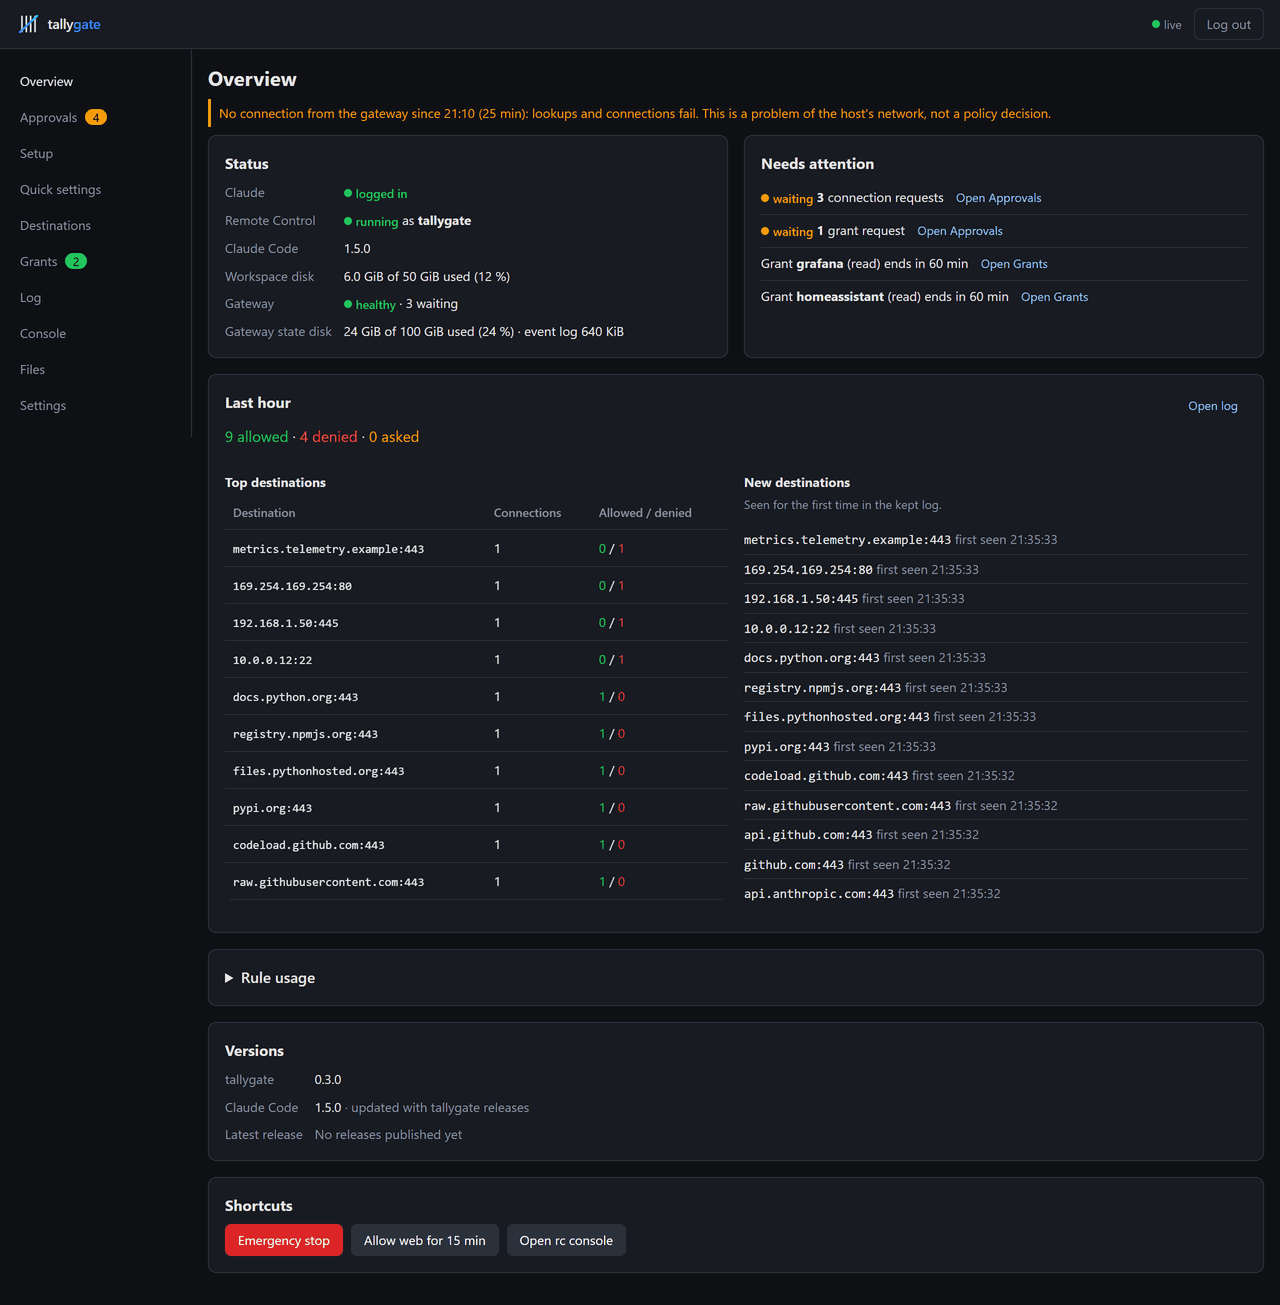 tallygate
live
Log out
Overview
Approvals 4
Setup
Quick settings
Destinations
Grants 2
Log
Console
Files
Settings
Overview
No connection from the gateway since 21:10 (25 min): lookups and connections fail. This is a problem of the host's network, not a policy decision.
Status
Claude logged in
Remote Control running as tallygate
Claude Code 1.5.0
Workspace disk 6.0 GiB of 50 GiB used (12 %)
Gateway healthy · 3 waiting
Gateway state disk 24 GiB of 100 GiB used (24 %) · event log 640 KiB
Needs attention
waiting 3 connection requests Open Approvals
waiting 1 grant request Open Approvals
Grant grafana (read) ends in 60 min Open Grants
Grant homeassistant (read) ends in 60 min Open Grants
Last hour
Open log
9 allowed · 4 denied · 0 asked
Top destinations
Destination Connections Allowed / denied
metrics.telemetry.example:443 1 0 / 1
169.254.169.254:80 1 0 / 1
192.168.1.50:445 1 0 / 1
10.0.0.12:22 1 0 / 1
docs.python.org:443 1 1 / 0
registry.npmjs.org:443 1 1 / 0
files.pythonhosted.org:443 1 1 / 0
pypi.org:443 1 1 / 0
codeload.github.com:443 1 1 / 0
raw.githubusercontent.com:443 1 1 / 0
New destinations
Seen for the first time in the kept log.
metrics.telemetry.example:443 first seen 21:35:33
169.254.169.254:80 first seen 21:35:33
192.168.1.50:445 first seen 21:35:33
10.0.0.12:22 first seen 21:35:33
docs.python.org:443 first seen 21:35:33
registry.npmjs.org:443 first seen 21:35:33
files.pythonhosted.org:443 first seen 21:35:33
pypi.org:443 first seen 21:35:33
codeload.github.com:443 first seen 21:35:32
raw.githubusercontent.com:443 first seen 21:35:32
api.github.com:443 first seen 21:35:32
github.com:443 first seen 21:35:32
api.anthropic.com:443 first seen 21:35:32
Rule usage
Versions
tallygate 0.3.0
Claude Code 1.5.0 · updated with tallygate releases
Latest release No releases published yet
Shortcuts
Emergency stop
Allow web for 15 min
Open rc console